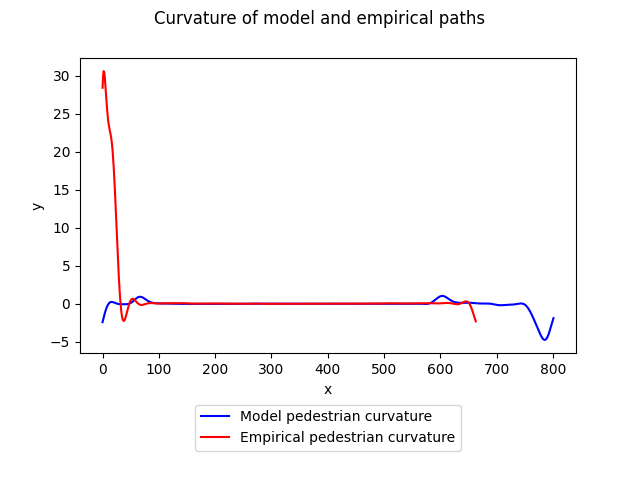 Curvature of model and empirical paths
30
25
20
15
10
5
0
−5
y
0 100 200 300 400 500 600 700 800
x
Model pedestrian curvature
Empirical pedestrian curvature